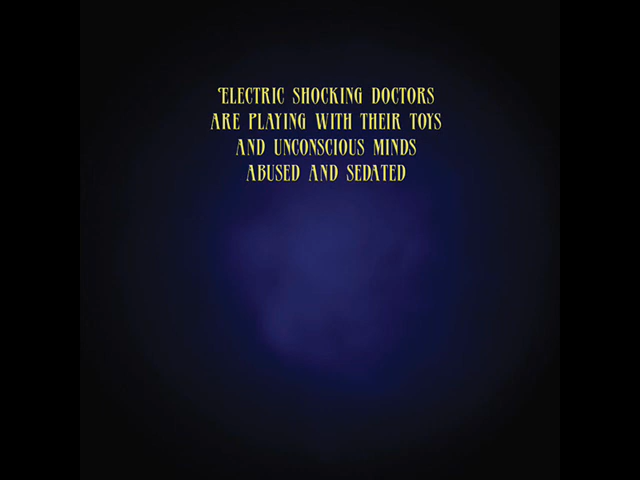 Electric shocking doctors
are playing with their toys
and unconscious minds
abused and sedated